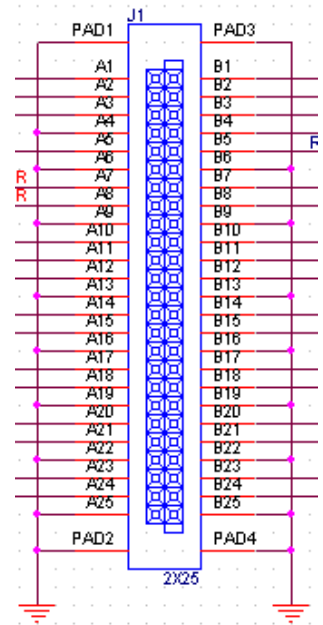 J1
PAD1 PAD3
A1 B1
A2 B2
A3 B3
A4 B4
A5 B5
R
A6 B6
R A7 B7
R A8 B8
A9 B9
A10 B10
A11 B11
A12 B12
A13 B13
A14 B14
A15 B15
A16 B16
A17 B17
A18 B18
A19 B19
A20 B20
A21 B21
A22 B22
A23 B23
A24 B24
A25 B25
PAD2 PAD4
2X25